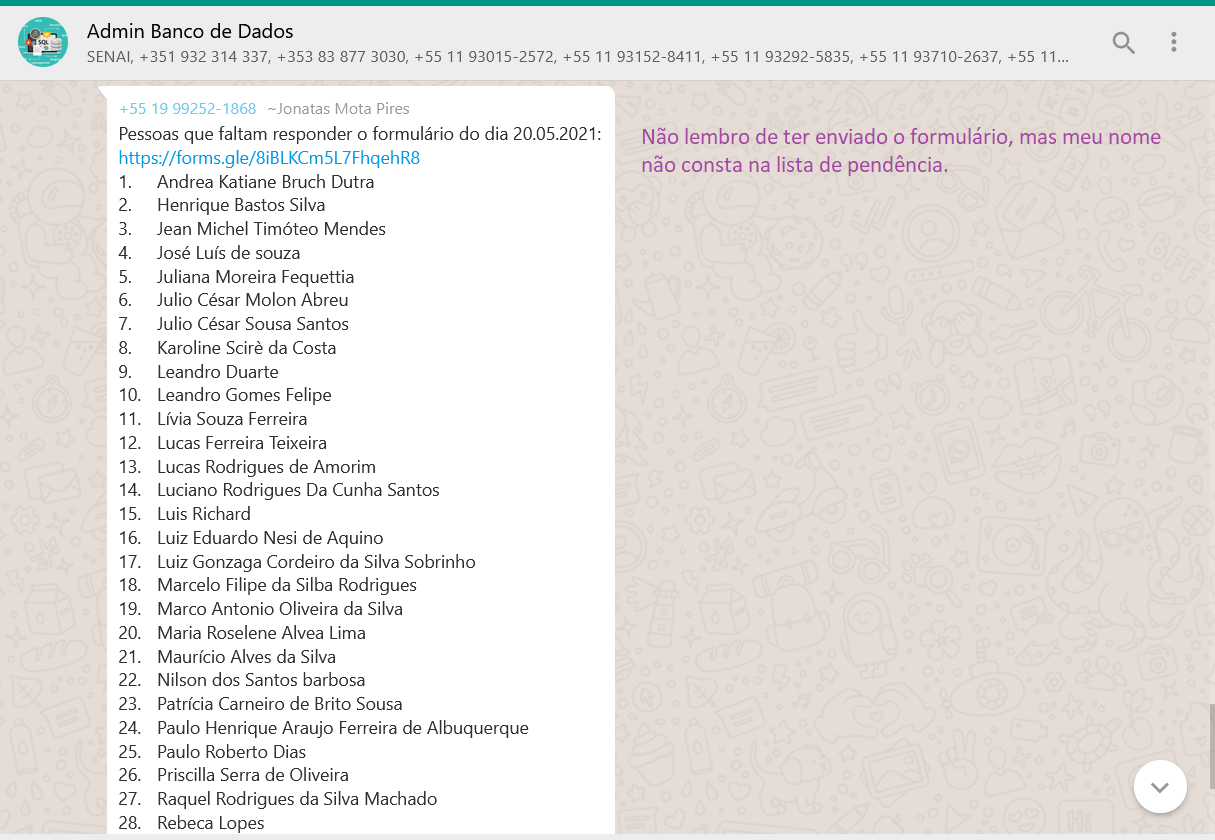 Admin Banco de Dados
SENAI, +351 932 314 337, +353 83 877 3030, +55 11 93015-2572, +55 11 93152-8411, +55 11 93292-5835, +55 11 93710-2637, +55 11...
+55 19 99252-1868 ~Jonatas Mota Pires
Pessoas que faltam responder o formulário do dia 20.05.2021:
https://forms.gle/8iBLKCm5L7FhqehR8
1. Andrea Katiane Bruch Dutra
2. Henrique Bastos Silva
3. Jean Michel Timóteo Mendes
4. José Luís de souza
5. Juliana Moreira Fequettia
6. Julio César Molon Abreu
7. Julio César Sousa Santos
8. Karoline Scirè da Costa
9. Leandro Duarte
10. Leandro Gomes Felipe
11. Lívia Souza Ferreira
12. Lucas Ferreira Teixeira
13. Lucas Rodrigues de Amorim
14. Luciano Rodrigues Da Cunha Santos
15. Luis Richard
16. Luiz Eduardo Nesi de Aquino
17. Luiz Gonzaga Cordeiro da Silva Sobrinho
18. Marcelo Filipe da Silba Rodrigues
19. Marco Antonio Oliveira da Silva
20. Maria Roselene Alvea Lima
21. Maurício Alves da Silva
22. Nilson dos Santos barbosa
23. Patrícia Carneiro de Brito Sousa
24. Paulo Henrique Araujo Ferreira de Albuquerque
25. Paulo Roberto Dias
26. Priscilla Serra de Oliveira
27. Raquel Rodrigues da Silva Machado
28. Rebeca Lopes
Não lembro de ter enviado o formulário, mas meu nome
não consta na lista de pendência.